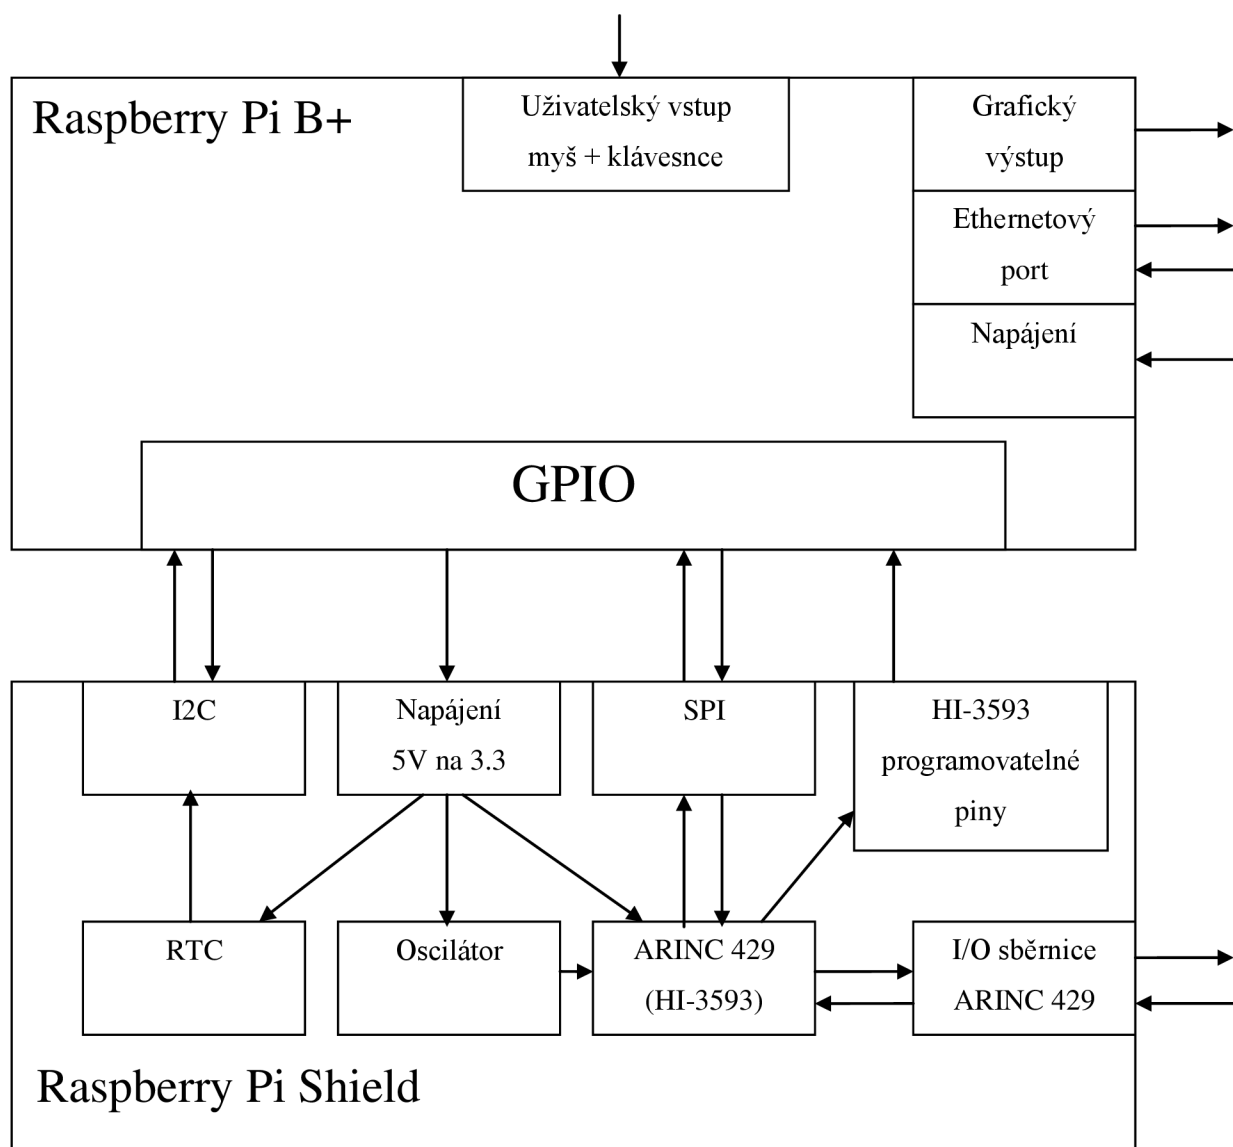 Raspberry Pi B+
Uživatelský vstup
myš + klávesnce
Grafický
výstup
Ethernetový
port
Napájení
GPIO
I2C
Napájení
5V na 3.3
SPI
HI-3593
programovatelné
piny
RTC
Oscilátor
ARINC 429
(HI-3593)
I/O sběrnice
ARINC 429
Raspberry Pi Shield